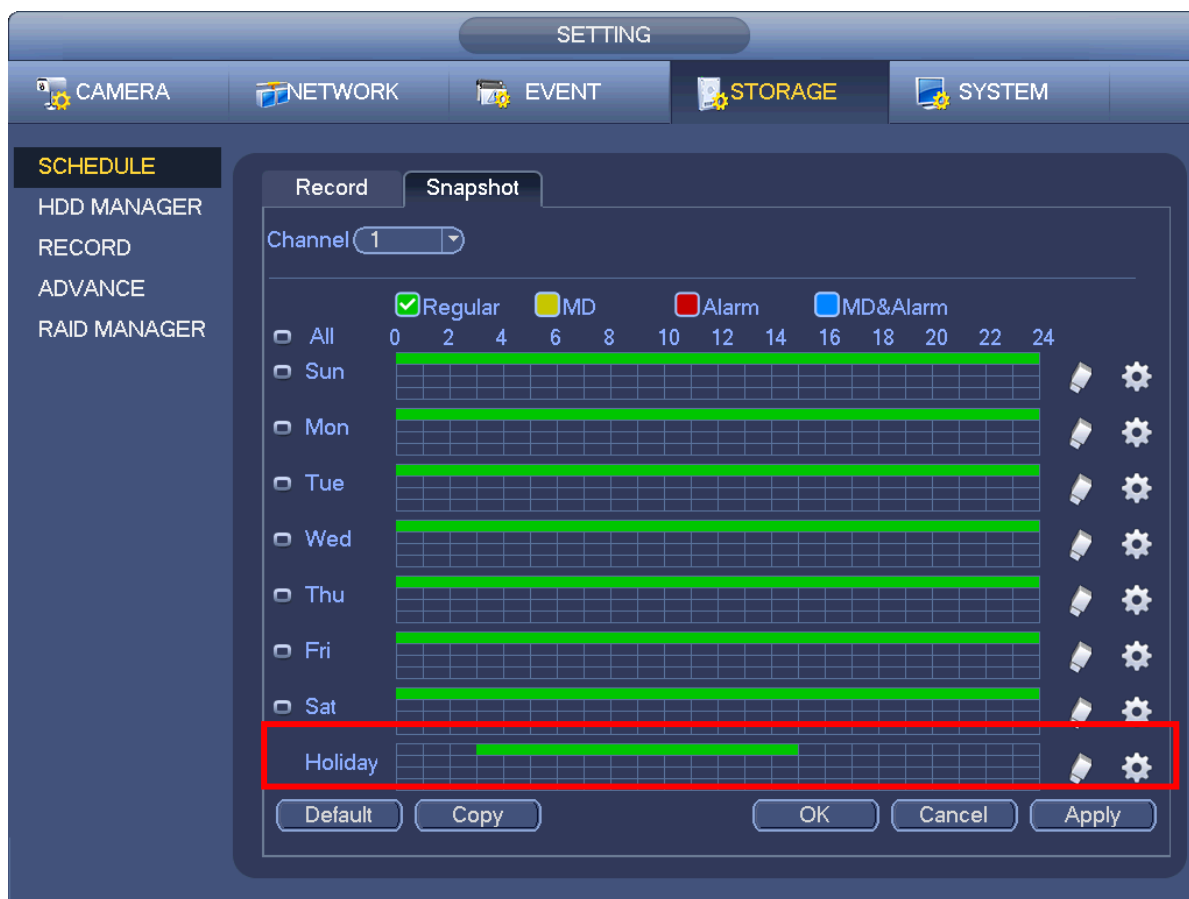 SETTING
CAMERA NETWORK EVENT STORAGE SYSTEM
SCHEDULE
HDD MANAGER
RECORD
ADVANCE
RAID MANAGER
Record Snapshot
Channel 1
Regular MD Alarm MD&Alarm
All 0 2 4 6 8 10 12 14 16 18 20 22 24
Sun
Mon
Tue
Wed
Thu
Fri
Sat
Holiday
Default Copy OK Cancel Apply